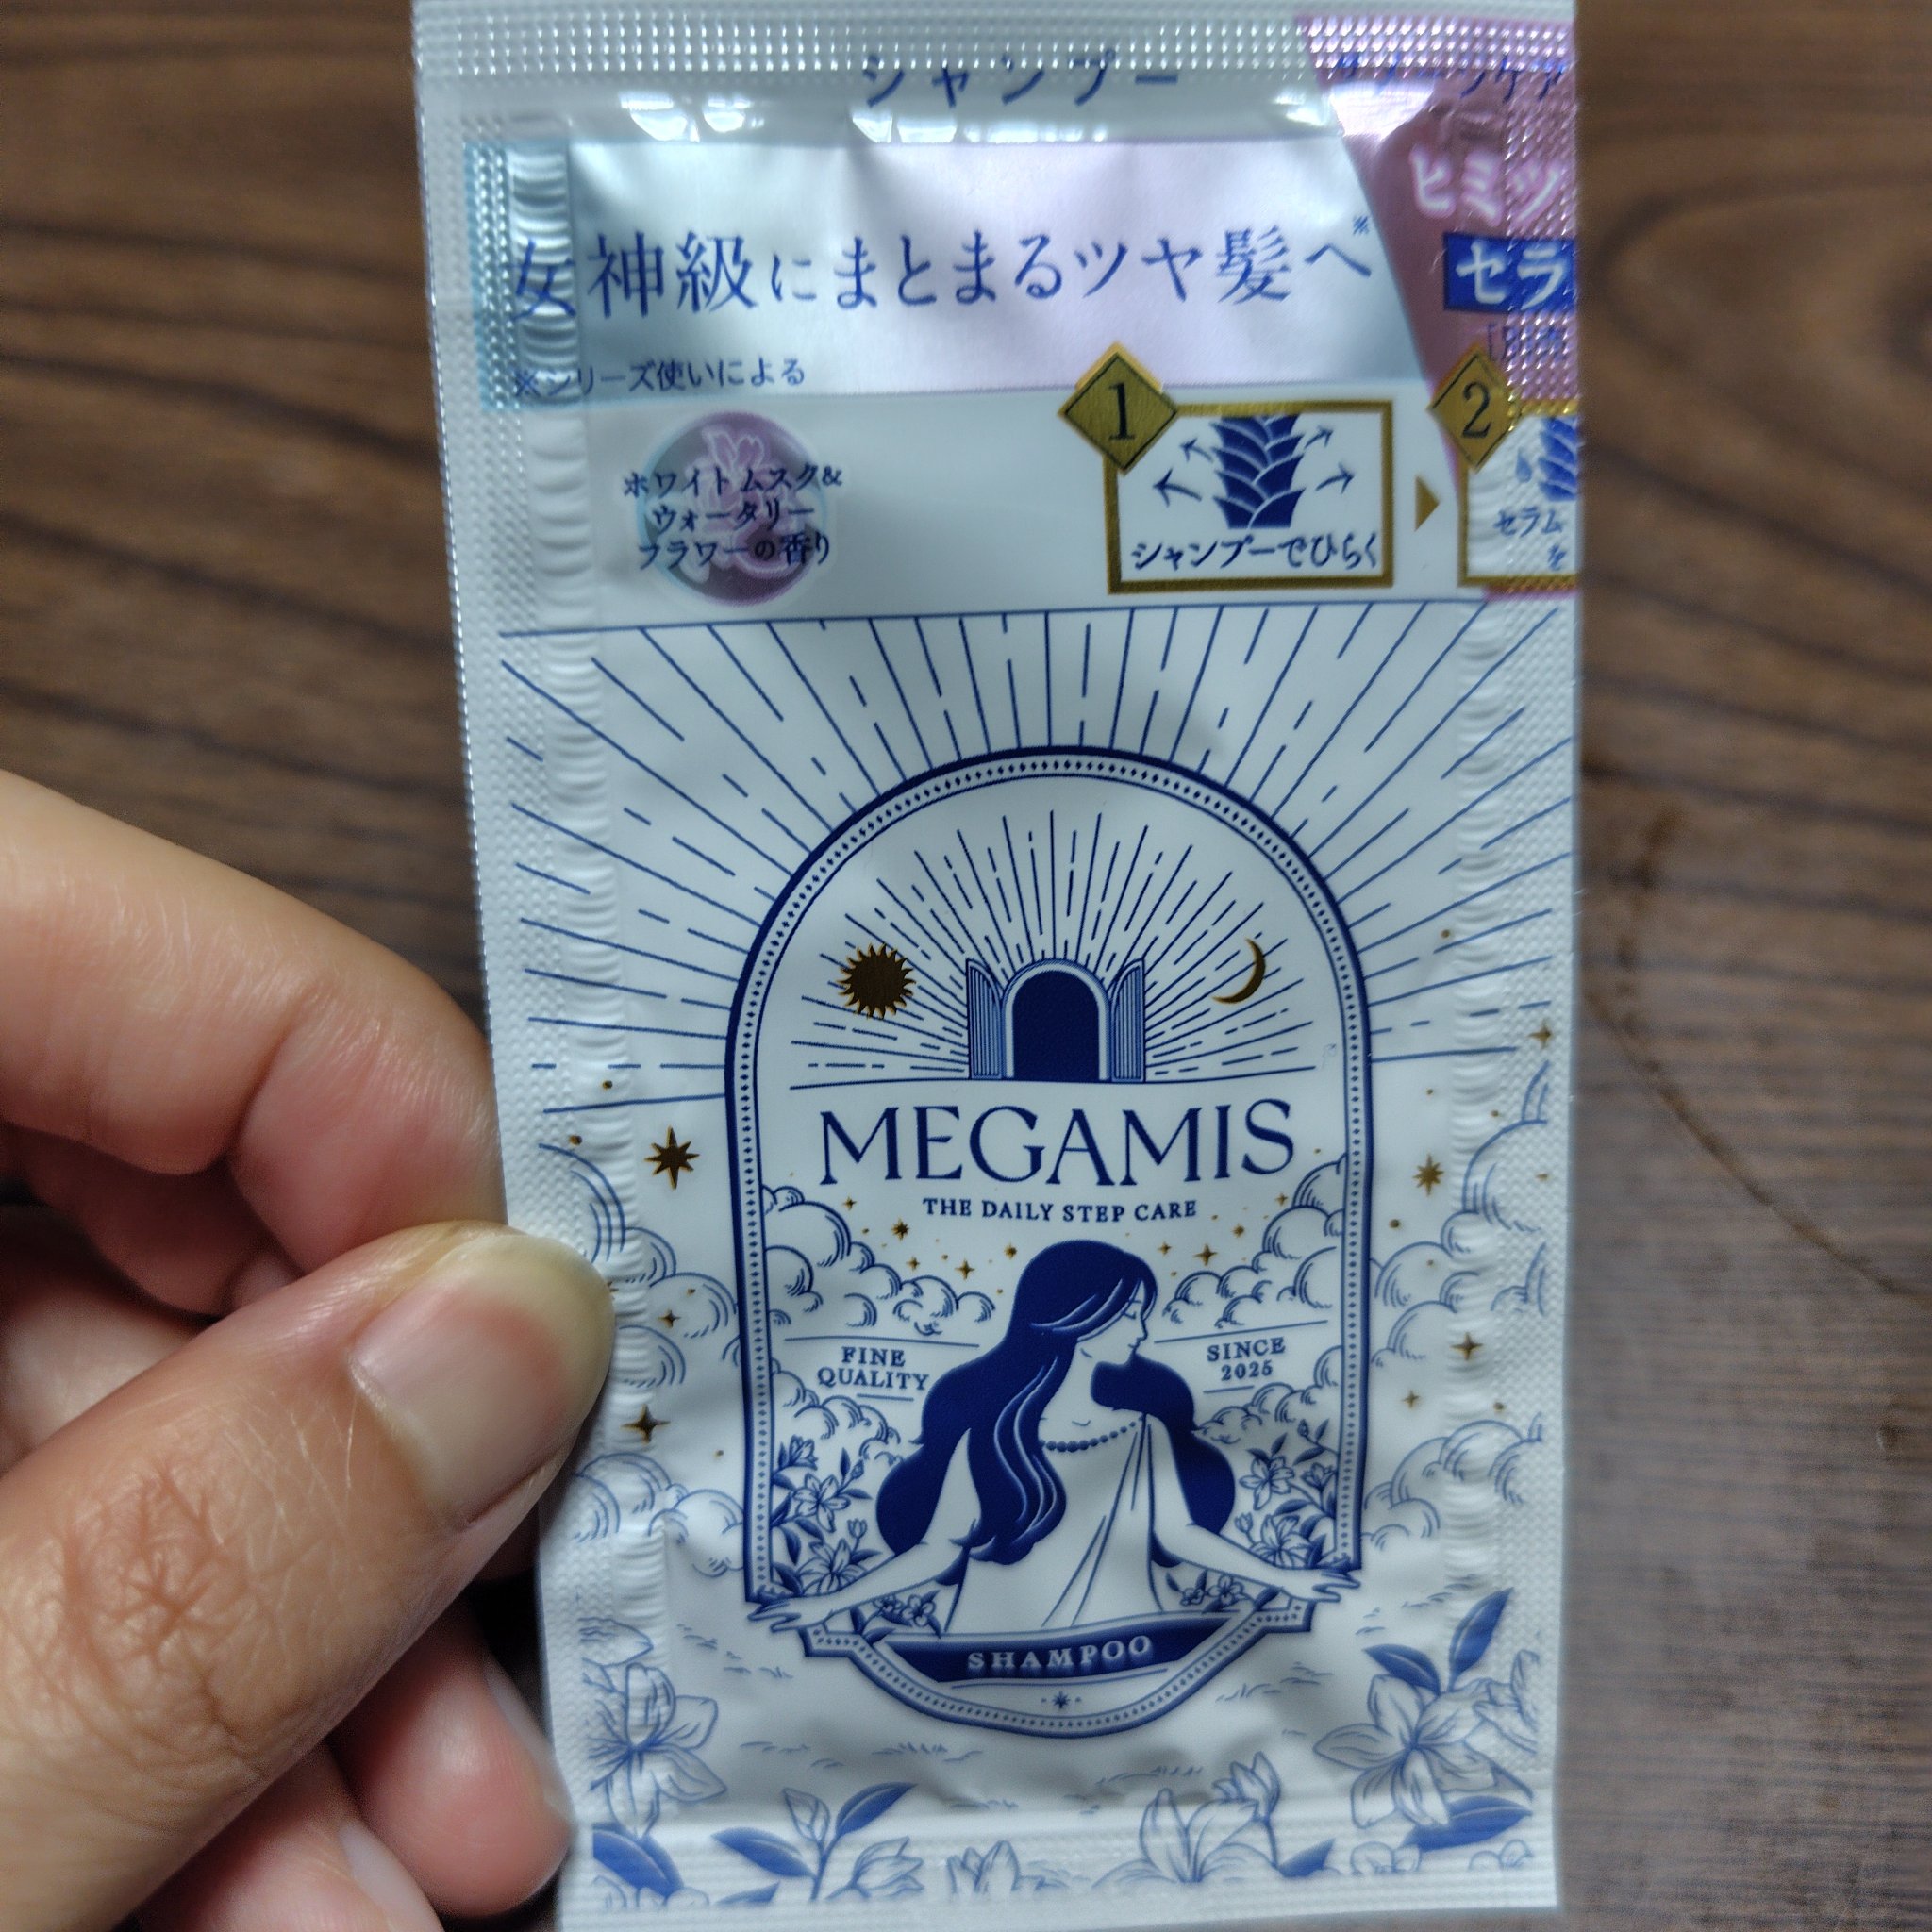 シャンプー
ヒミツ
女神級にまとまるツヤ髪へ※
セラ
※シリーズ使いによる
1
2
ホワイトムスク&
ウォータリー
フラワーの香り
シャンプーでひらく
セラム
を
MEGAMIS
THE DAILY STEP CARE
FINE
QUALITY
SINCE
2025
SHAMPOO